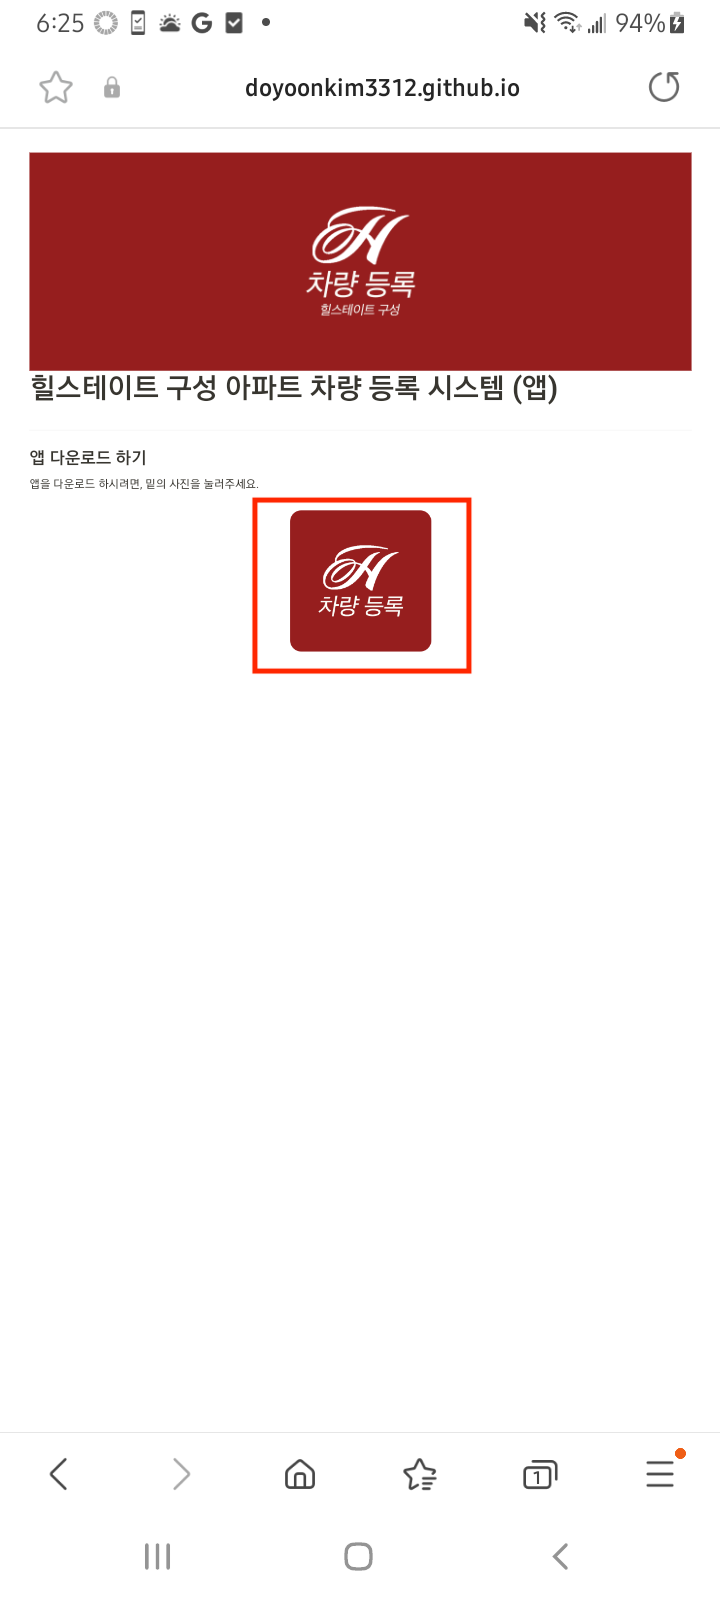 6:25
94%
doyoonkim3312.github.io
H
차량 등록
힐스테이트 구성
힐스테이트 구성 아파트 차량 등록 시스템 (앱)
앱 다운로드 하기
앱을 다운로드 하시려면, 밑의 사진을 눌러주세요.
H
차량 등록
1